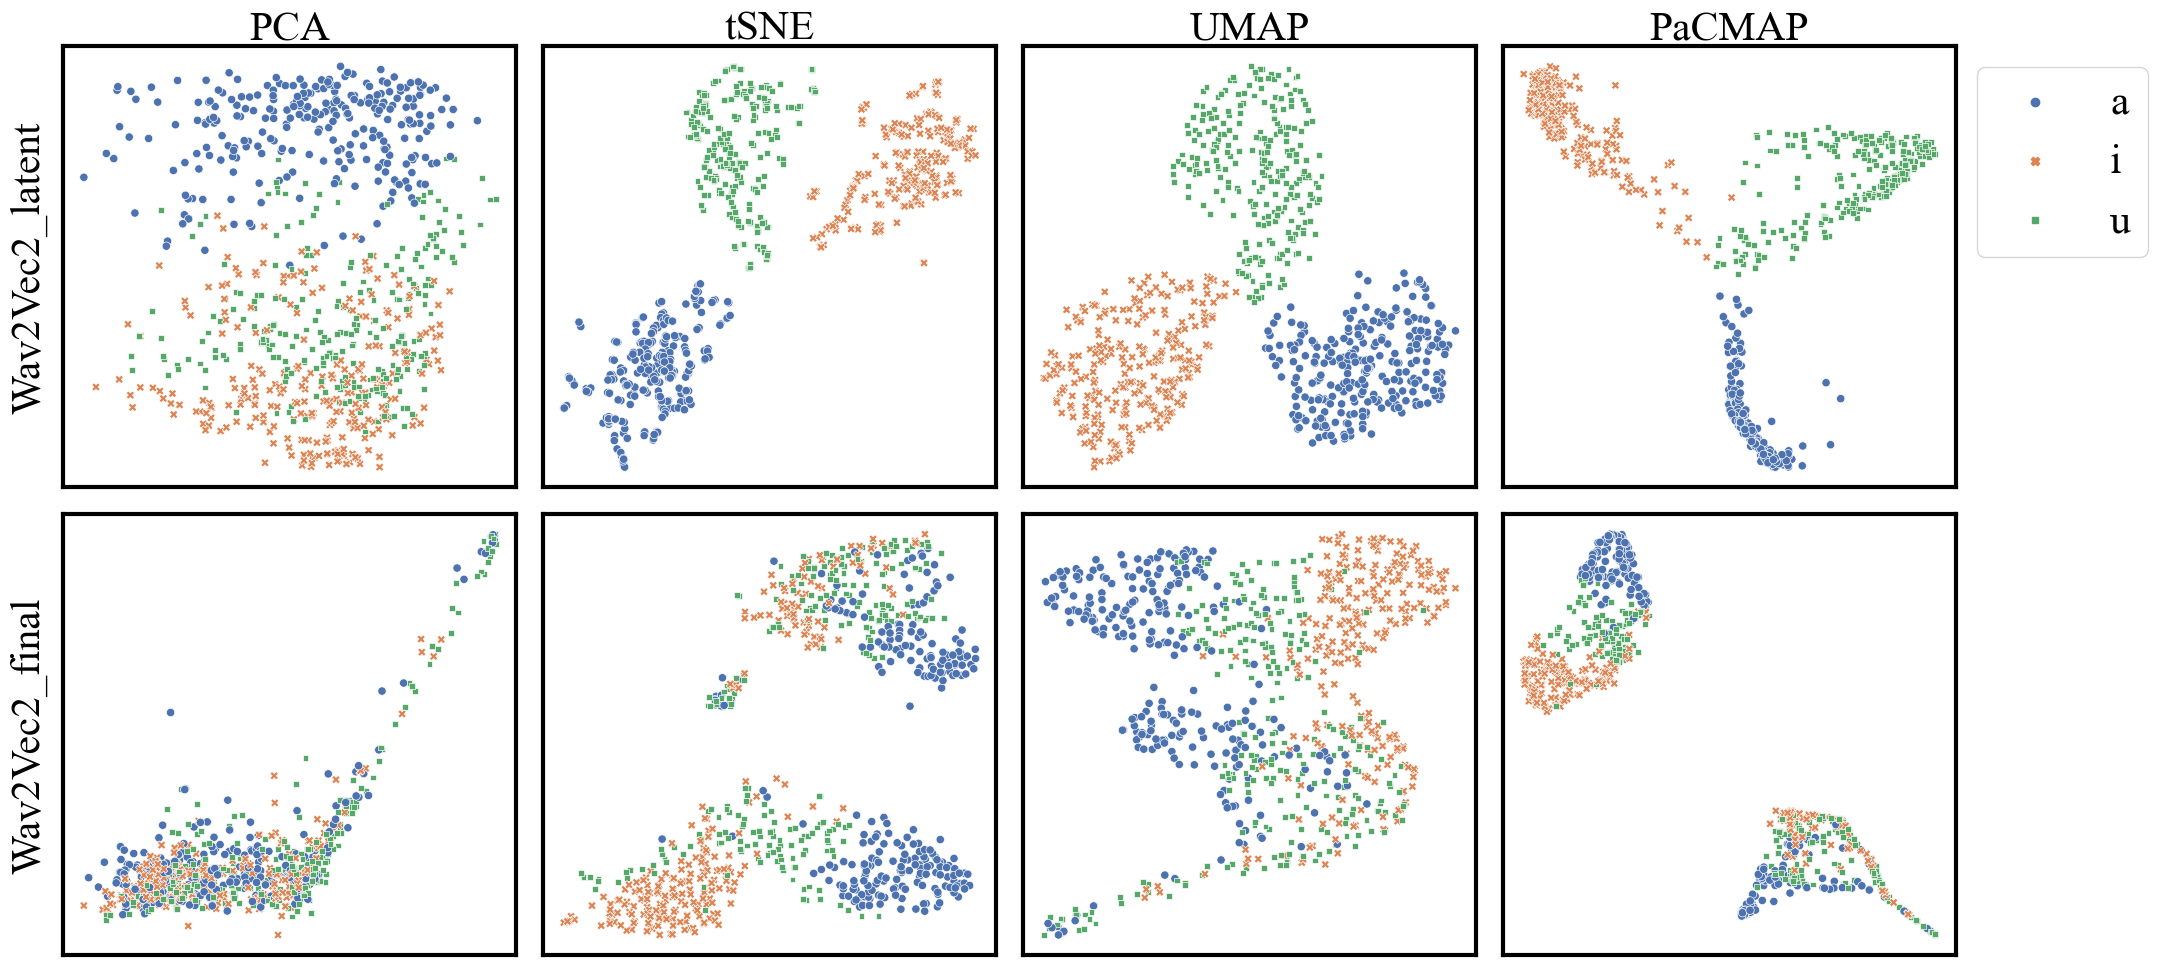 PCA
tSNE
UMAP
PaCMAP
Wav2Vec2_latent
a
i
u
Wav2Vec2_final